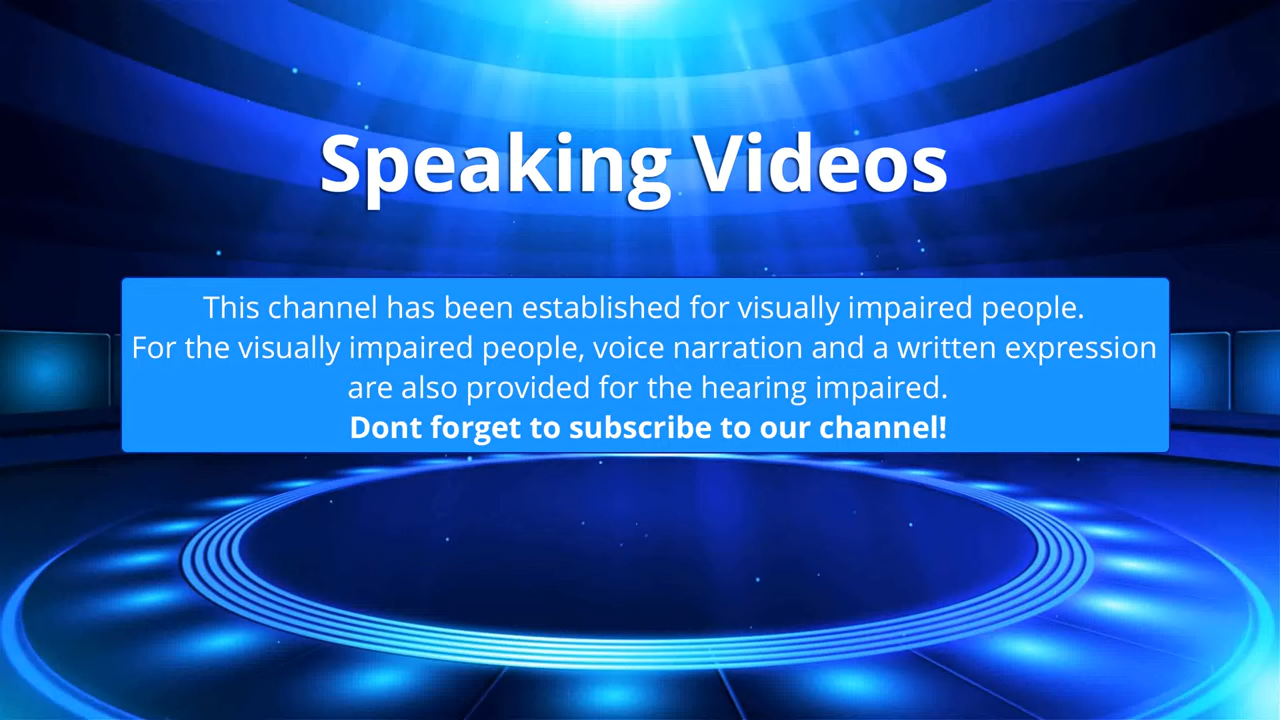 Speaking Videos
This channel has been established for visually impaired people.
For the visually impaired people, voice narration and a written expression
are also provided for the hearing impaired.
Dont forget to subscribe to our channel!